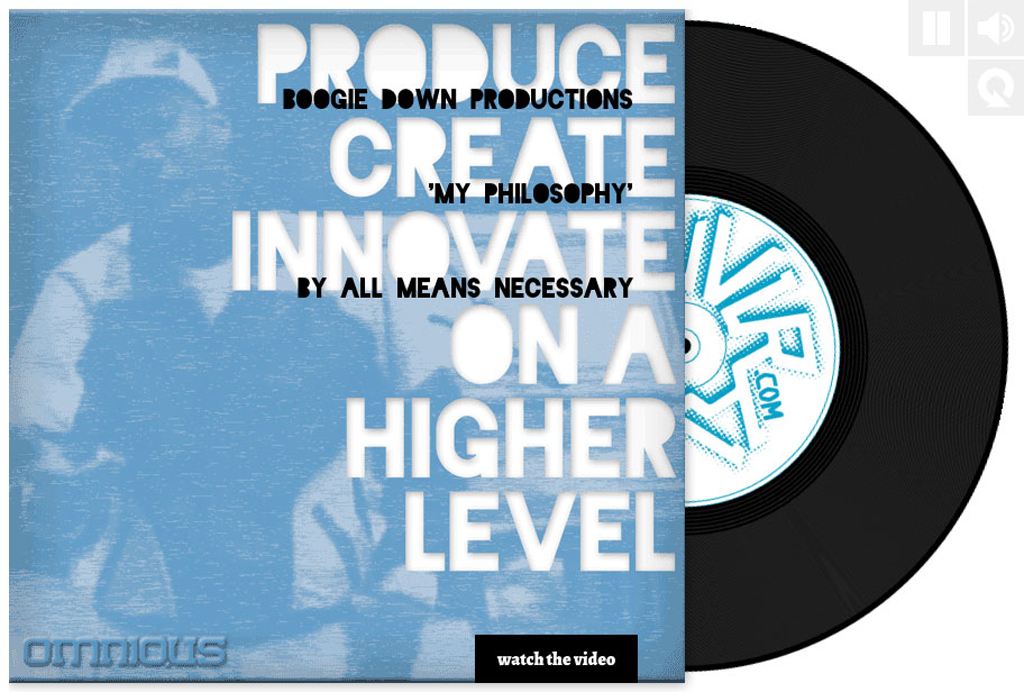 PRODUCE
BOOGIE DOWN PRODUCTIONS
CREATE
'MY PHILOSOPHY'
INNOVATE
BY ALL MEANS NECESSARY
ON A
HIGHER
LEVEL
.COM
OMNIOUS
watch the video